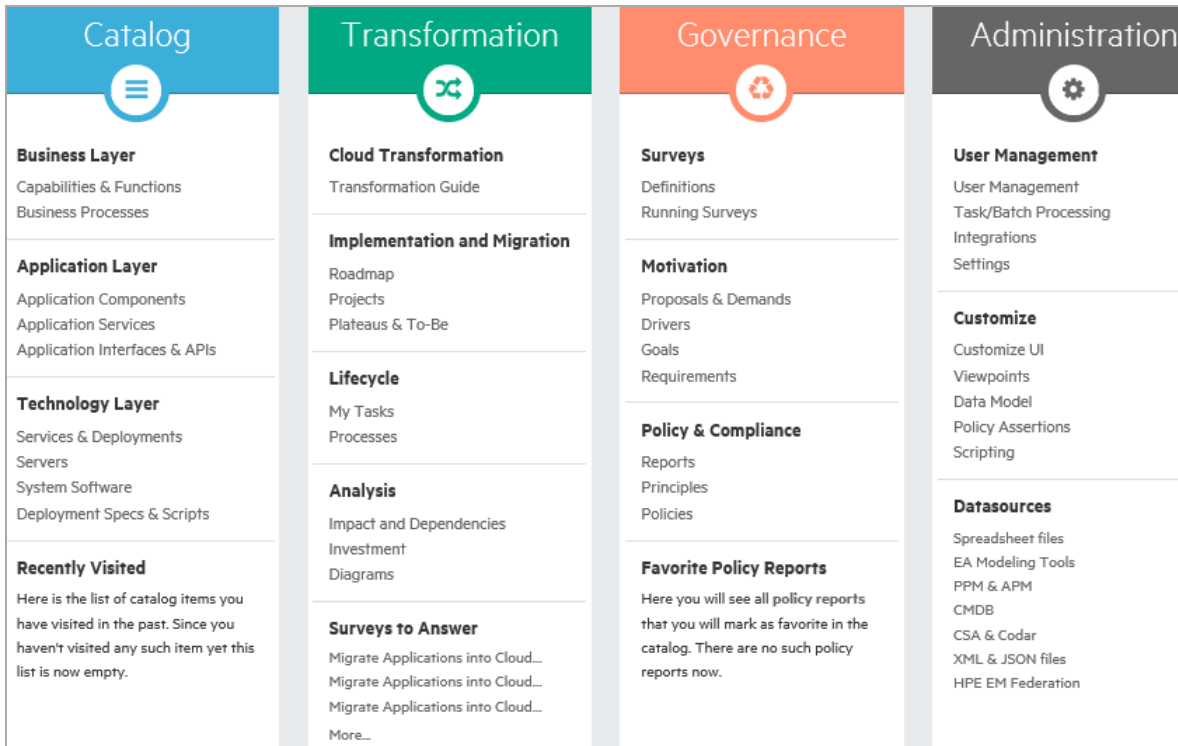 Catalog
Business Layer
Capabilities & Functions
Business Processes
Application Layer
Application Components
Application Services
Application Interfaces & APIs
Technology Layer
Services & Deployments
Servers
System Software
Deployment Specs & Scripts
Recently Visited
Here is the list of catalog items you
have visited in the past. Since you
haven't visited any such item yet this
list is now empty.
Transformation
Cloud Transformation
Transformation Guide
Implementation and Migration
Roadmap
Projects
Plateaus & To-Be
Lifecycle
My Tasks
Processes
Analysis
Impact and Dependencies
Investment
Diagrams
Surveys to Answer
Migrate Applications into Cloud...
Migrate Applications into Cloud...
Migrate Applications into Cloud...
More...
Governance
Surveys
Definitions
Running Surveys
Motivation
Proposals & Demands
Drivers
Goals
Requirements
Policy & Compliance
Reports
Principles
Policies
Favorite Policy Reports
Here you will see all policy reports
that you will mark as favorite in the
catalog. There are no such policy
reports now.
Administration
User Management
User Management
Task/Batch Processing
Integrations
Settings
Customize
Customize UI
Viewpoints
Data Model
Policy Assertions
Scripting
Datasources
Spreadsheet files
EA Modeling Tools
PPM & APM
CMDB
CSA & Codar
XML & JSON files
HPE EM Federation